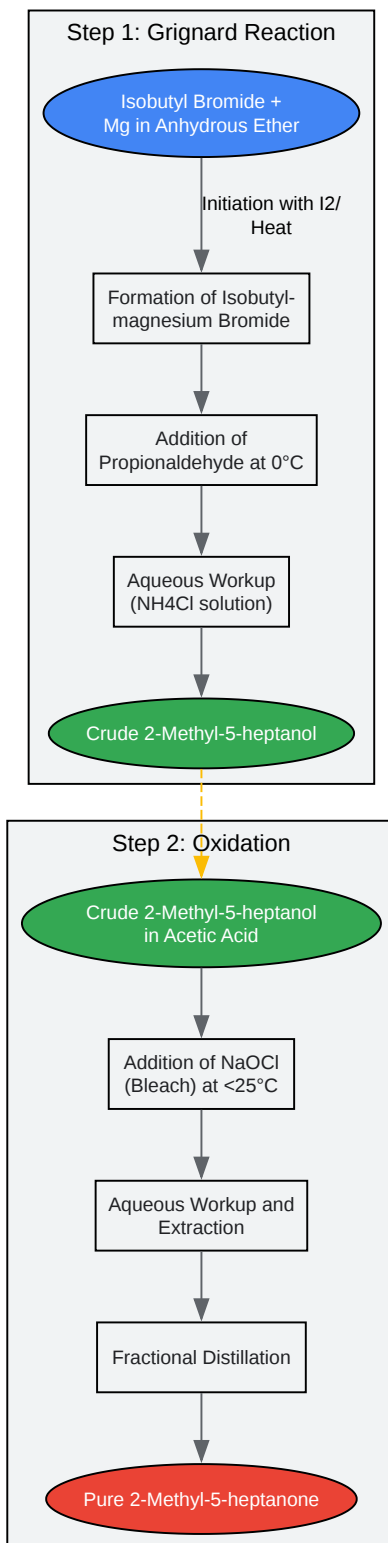 Step 1: Grignard Reaction
Isobutyl Bromide +
Mg in Anhydrous Ether
Initiation with I2/
Heat
Formation of Isobutyl-
magnesium Bromide
Addition of
Propionaldehyde at 0°C
Aqueous Workup
(NH4Cl solution)
Crude 2-Methyl-5-heptanol
Step 2: Oxidation
Crude 2-Methyl-5-heptanol
in Acetic Acid
Addition of NaOCl
(Bleach) at <25°C
Aqueous Workup and
Extraction
Fractional Distillation
Pure 2-Methyl-5-heptanone